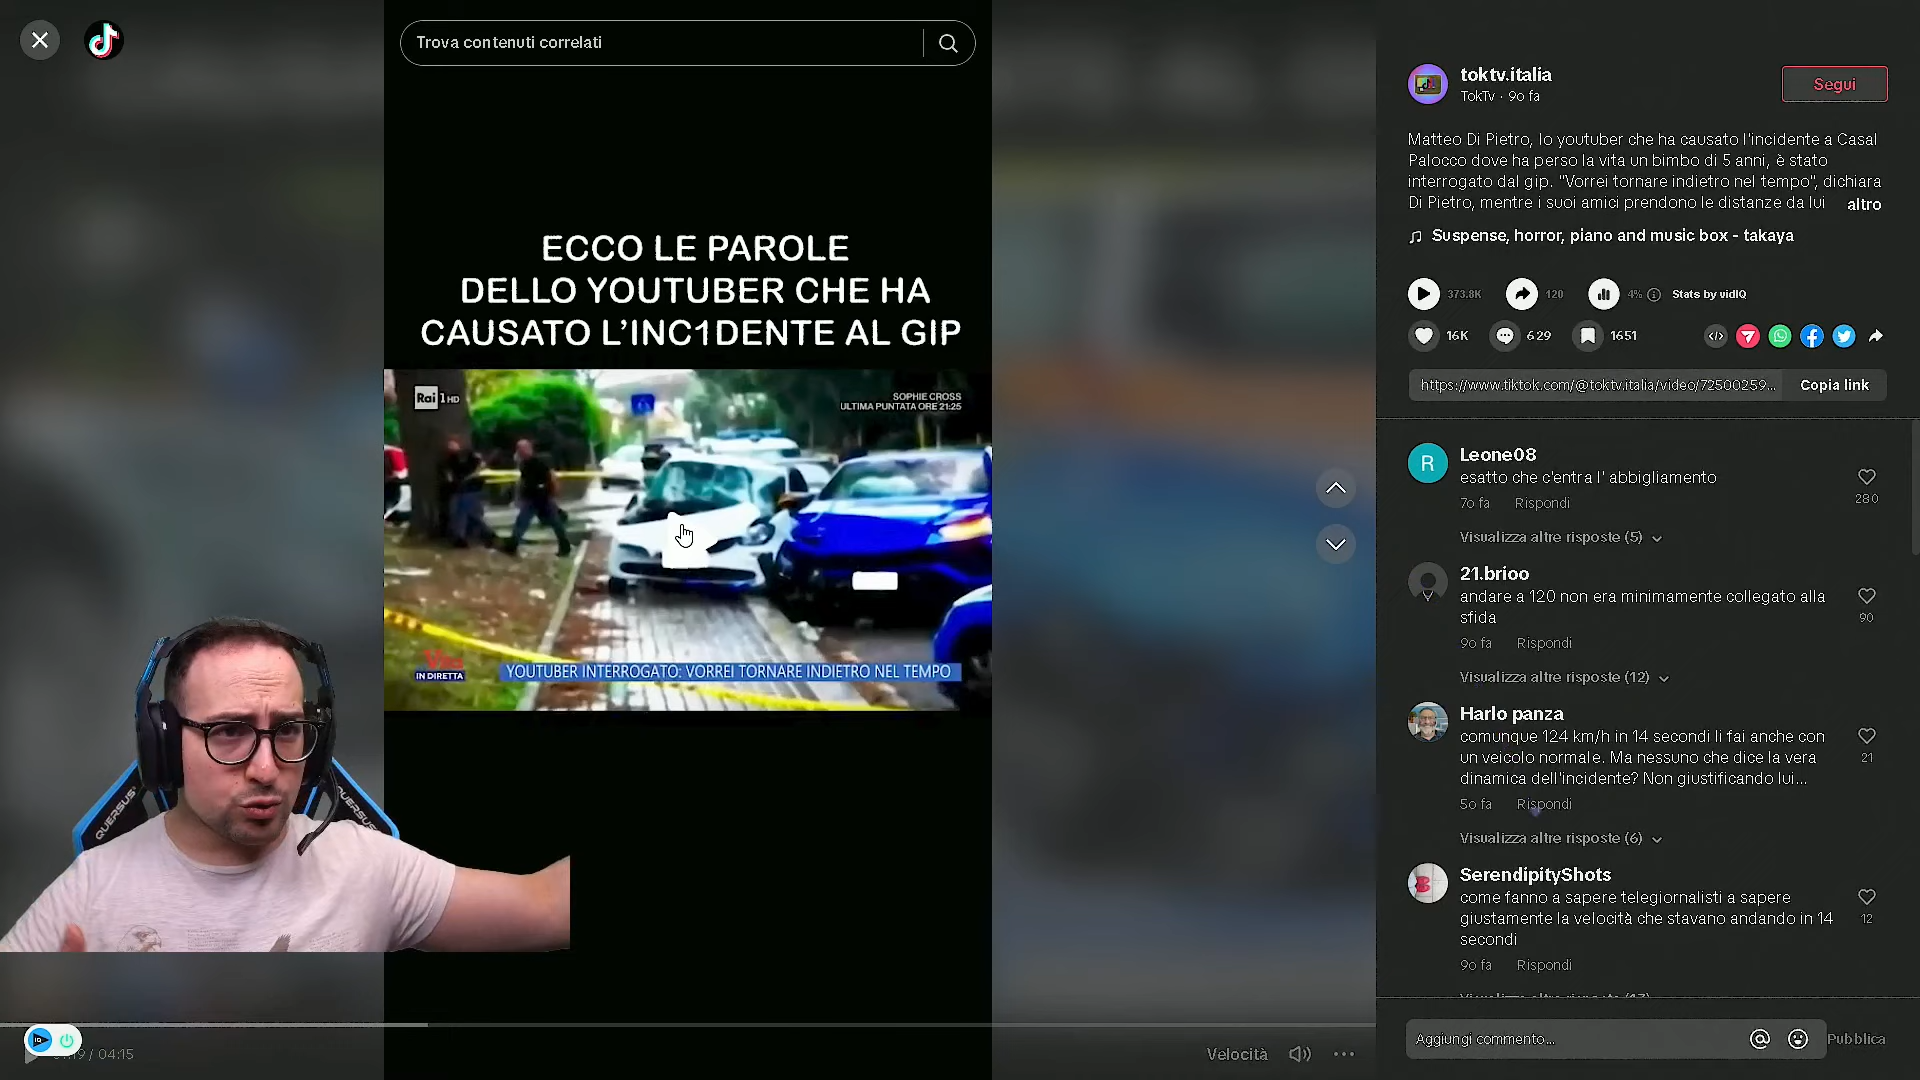 Trova contenuti correlati
ECCO LE PAROLE
DELLO YOUTUBER CHE HA
CAUSATO L'INC1DENTE AL GIP
Rai 1 HD
SOPHIE CROSS
ULTIMA PUNTATA ORE 21:25
Vita
IN DIRETTA
YOUTUBER INTERROGATO: VORREI TORNARE INDIETRO NEL TEMPO
QUERSUS
QUERSUS
/ 04:15
Velocità
toktv.italia
TokTv · 9o fa
Segui
Matteo Di Pietro, lo youtuber che ha causato l'incidente a Casal
Palocco dove ha perso la vita un bimbo di 5 anni, è stato
interrogato dal gip. "Vorrei tornare indietro nel tempo", dichiara
Di Pietro, mentre i suoi amici prendono le distanze da lui altro
Suspense, horror, piano and music box - takaya
373.8K 120 4% Stats by vidIQ
16K 629 1651
https://www.tiktok.com/@toktv.italia/video/72500259... Copia link
R
Leone08
esatto che c'entra l' abbigliamento
7o fa Rispondi
280
Visualizza altre risposte (5)
21.brioo
andare a 120 non era minimamente collegato alla
sfida
90
9o fa Rispondi
Visualizza altre risposte (12)
Harlo panza
comunque 124 km/h in 14 secondi li fai anche con
un veicolo normale. Ma nessuno che dice la vera
dinamica dell'incidente? Non giustificando lui...
21
5o fa Rispondi
Visualizza altre risposte (6)
SerendipityShots
come fanno a sapere telegiornalisti a sapere
giustamente la velocità che stavano andando in 14
secondi
12
9o fa Rispondi
Aggiungi commento...
Pubblica